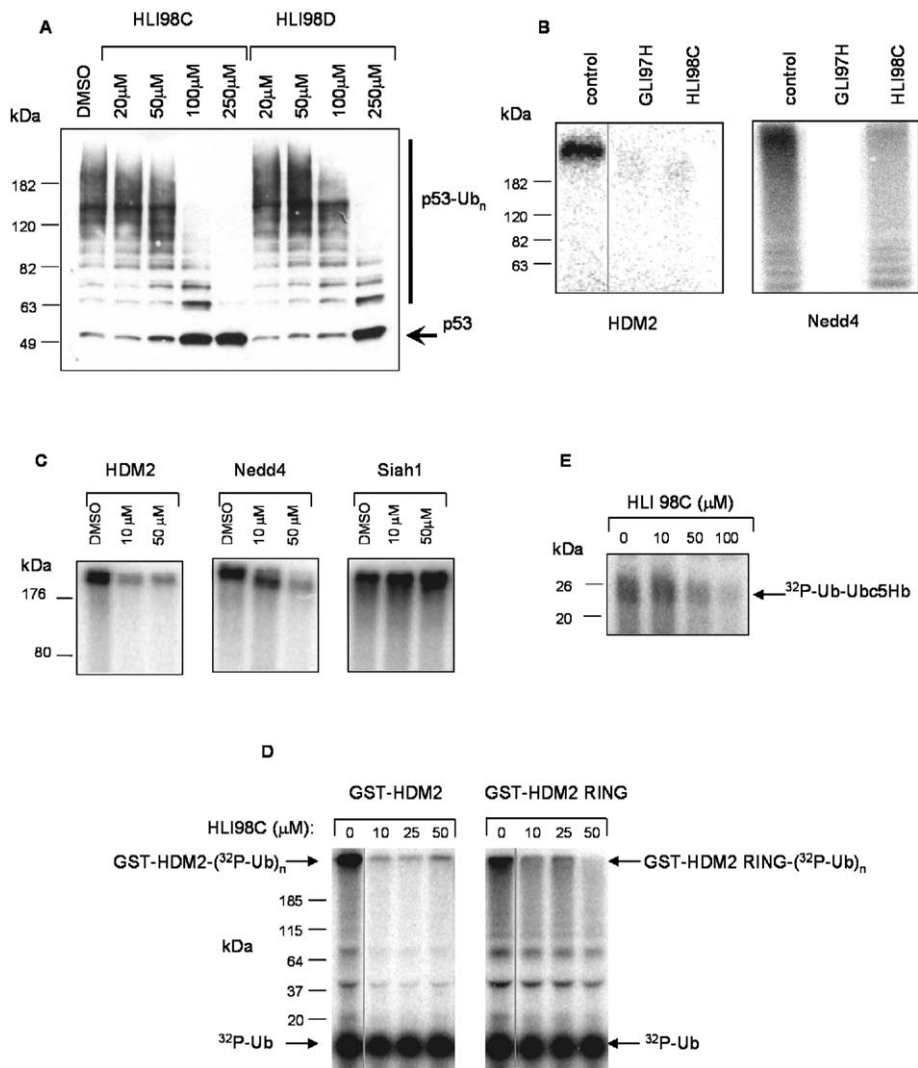 A
HLI98C HLI98D
DMSO 20μM 50μM 100μM 250μM 20μM 50μM 100μM 250μM
kDa
182
120
82
63
49
p53-Ubn
p53
B
control GLI97H HLI98C
kDa
182
120
82
63
HDM2
control GLI97H HLI98C
Nedd4
C
HDM2 Nedd4 Siah1
DMSO 10 μM 50 μM DMSO 10 μM 50 μM DMSO 10 μM 50μM
kDa
176
80
E
HLI 98C (μM)
0 10 50 100
kDa
26
20
32P-Ub-Ubc5Hb
D
GST-HDM2 GST-HDM2 RING
HLI98C (μM): 0 10 25 50 0 10 25 50
GST-HDM2-(32P-Ub)n GST-HDM2 RING-(32P-Ub)n
185
115
kDa
64
37
20
32P-Ub 32P-Ub